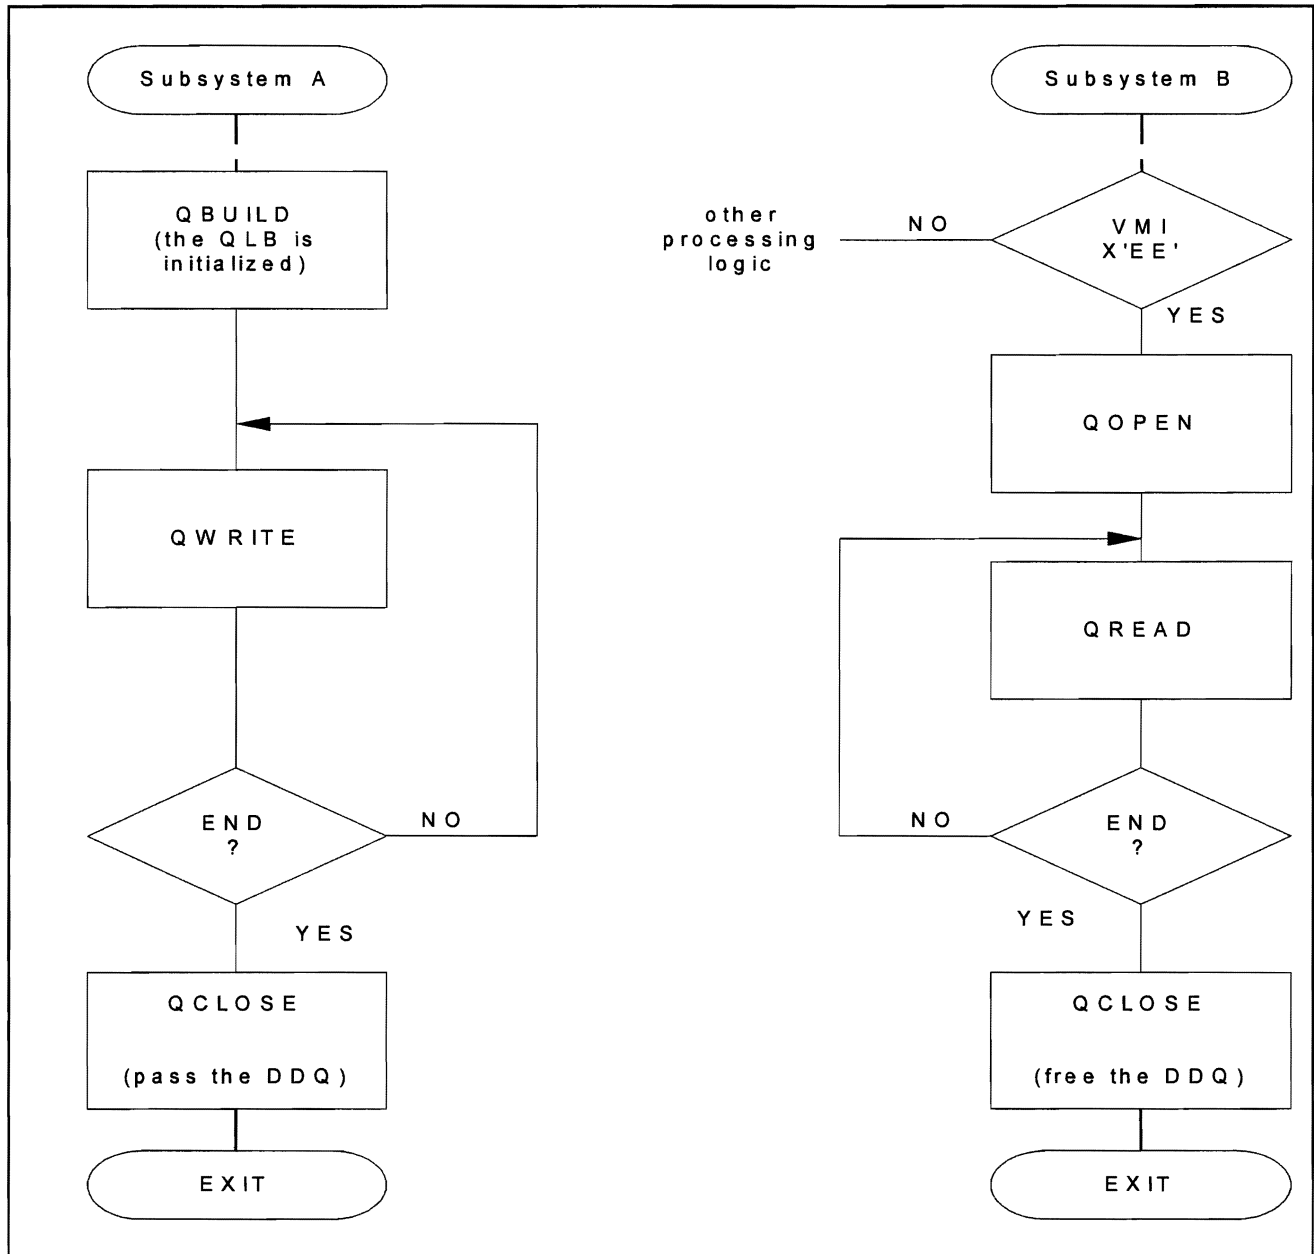 Subsystem A
QBUILD
(the QLB is
initialized)
QWRITE
END
?
NO
YES
QCLOSE
(pass the DDQ)
EXIT
Subsystem B
VMI
X'EE'
NO
other
processing
logic
YES
QOPEN
QREAD
END
?
NO
YES
QCLOSE
(free the DDQ)
EXIT